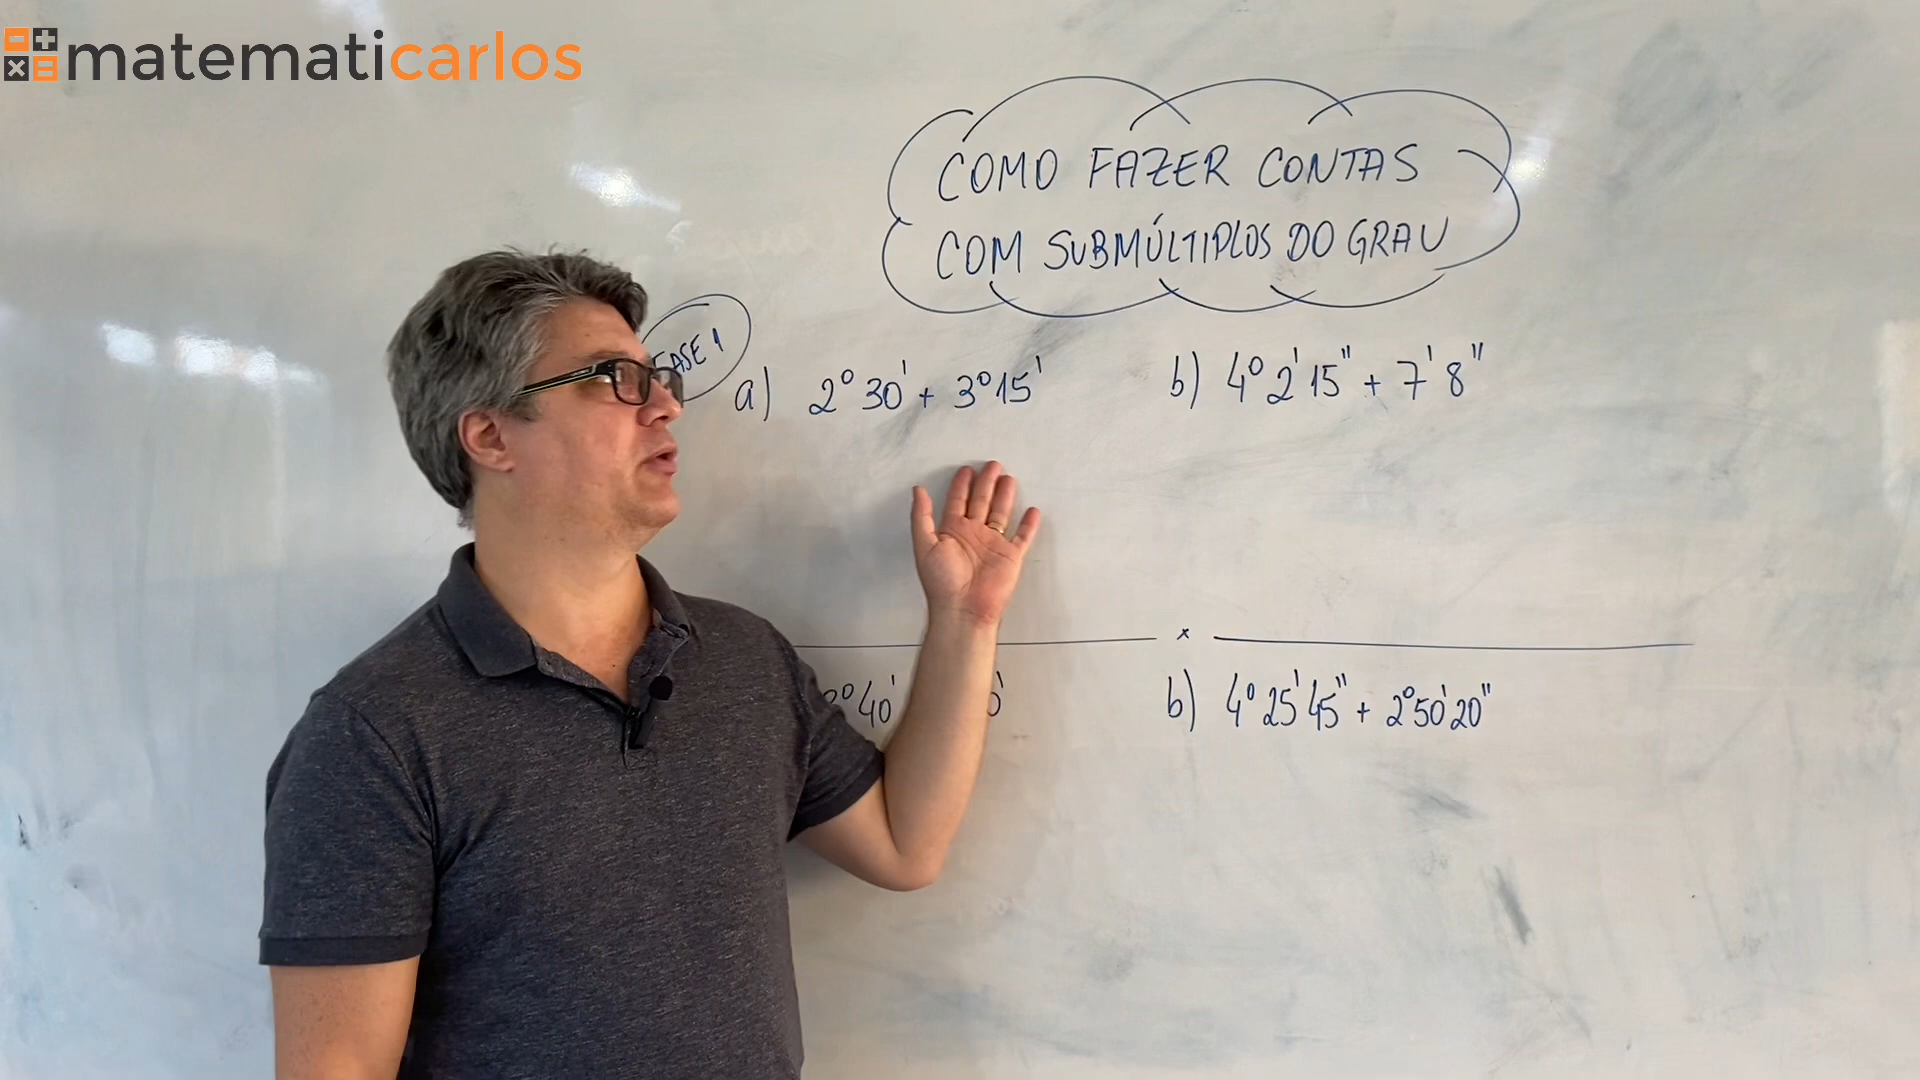 matematicarlos
COMO FAZER CONTAS
COM SUBMÚLTIPLOS DO GRAU
FASE 1
a) 2° 30' + 3° 15'
b) 4° 2' 15" + 7' 8"
40'
b) 4° 25' 45" + 2° 50' 20"